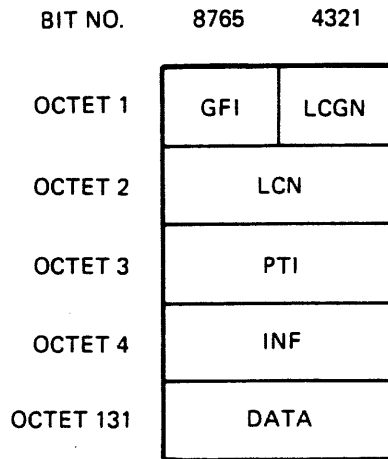 BIT NO. 8765 4321
OCTET 1 GFI LCGN
OCTET 2 LCN
OCTET 3 PTI
OCTET 4 INF
OCTET 131 DATA